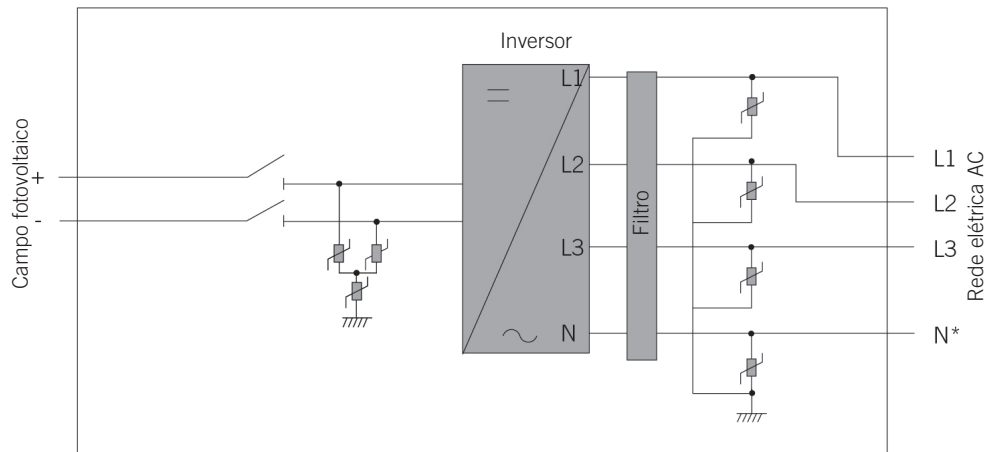 Inversor
Campo fotovoltaico
+
-
L1
L2
L3
N
Filtro
L1
L2
L3
N*
Rede elétrica AC